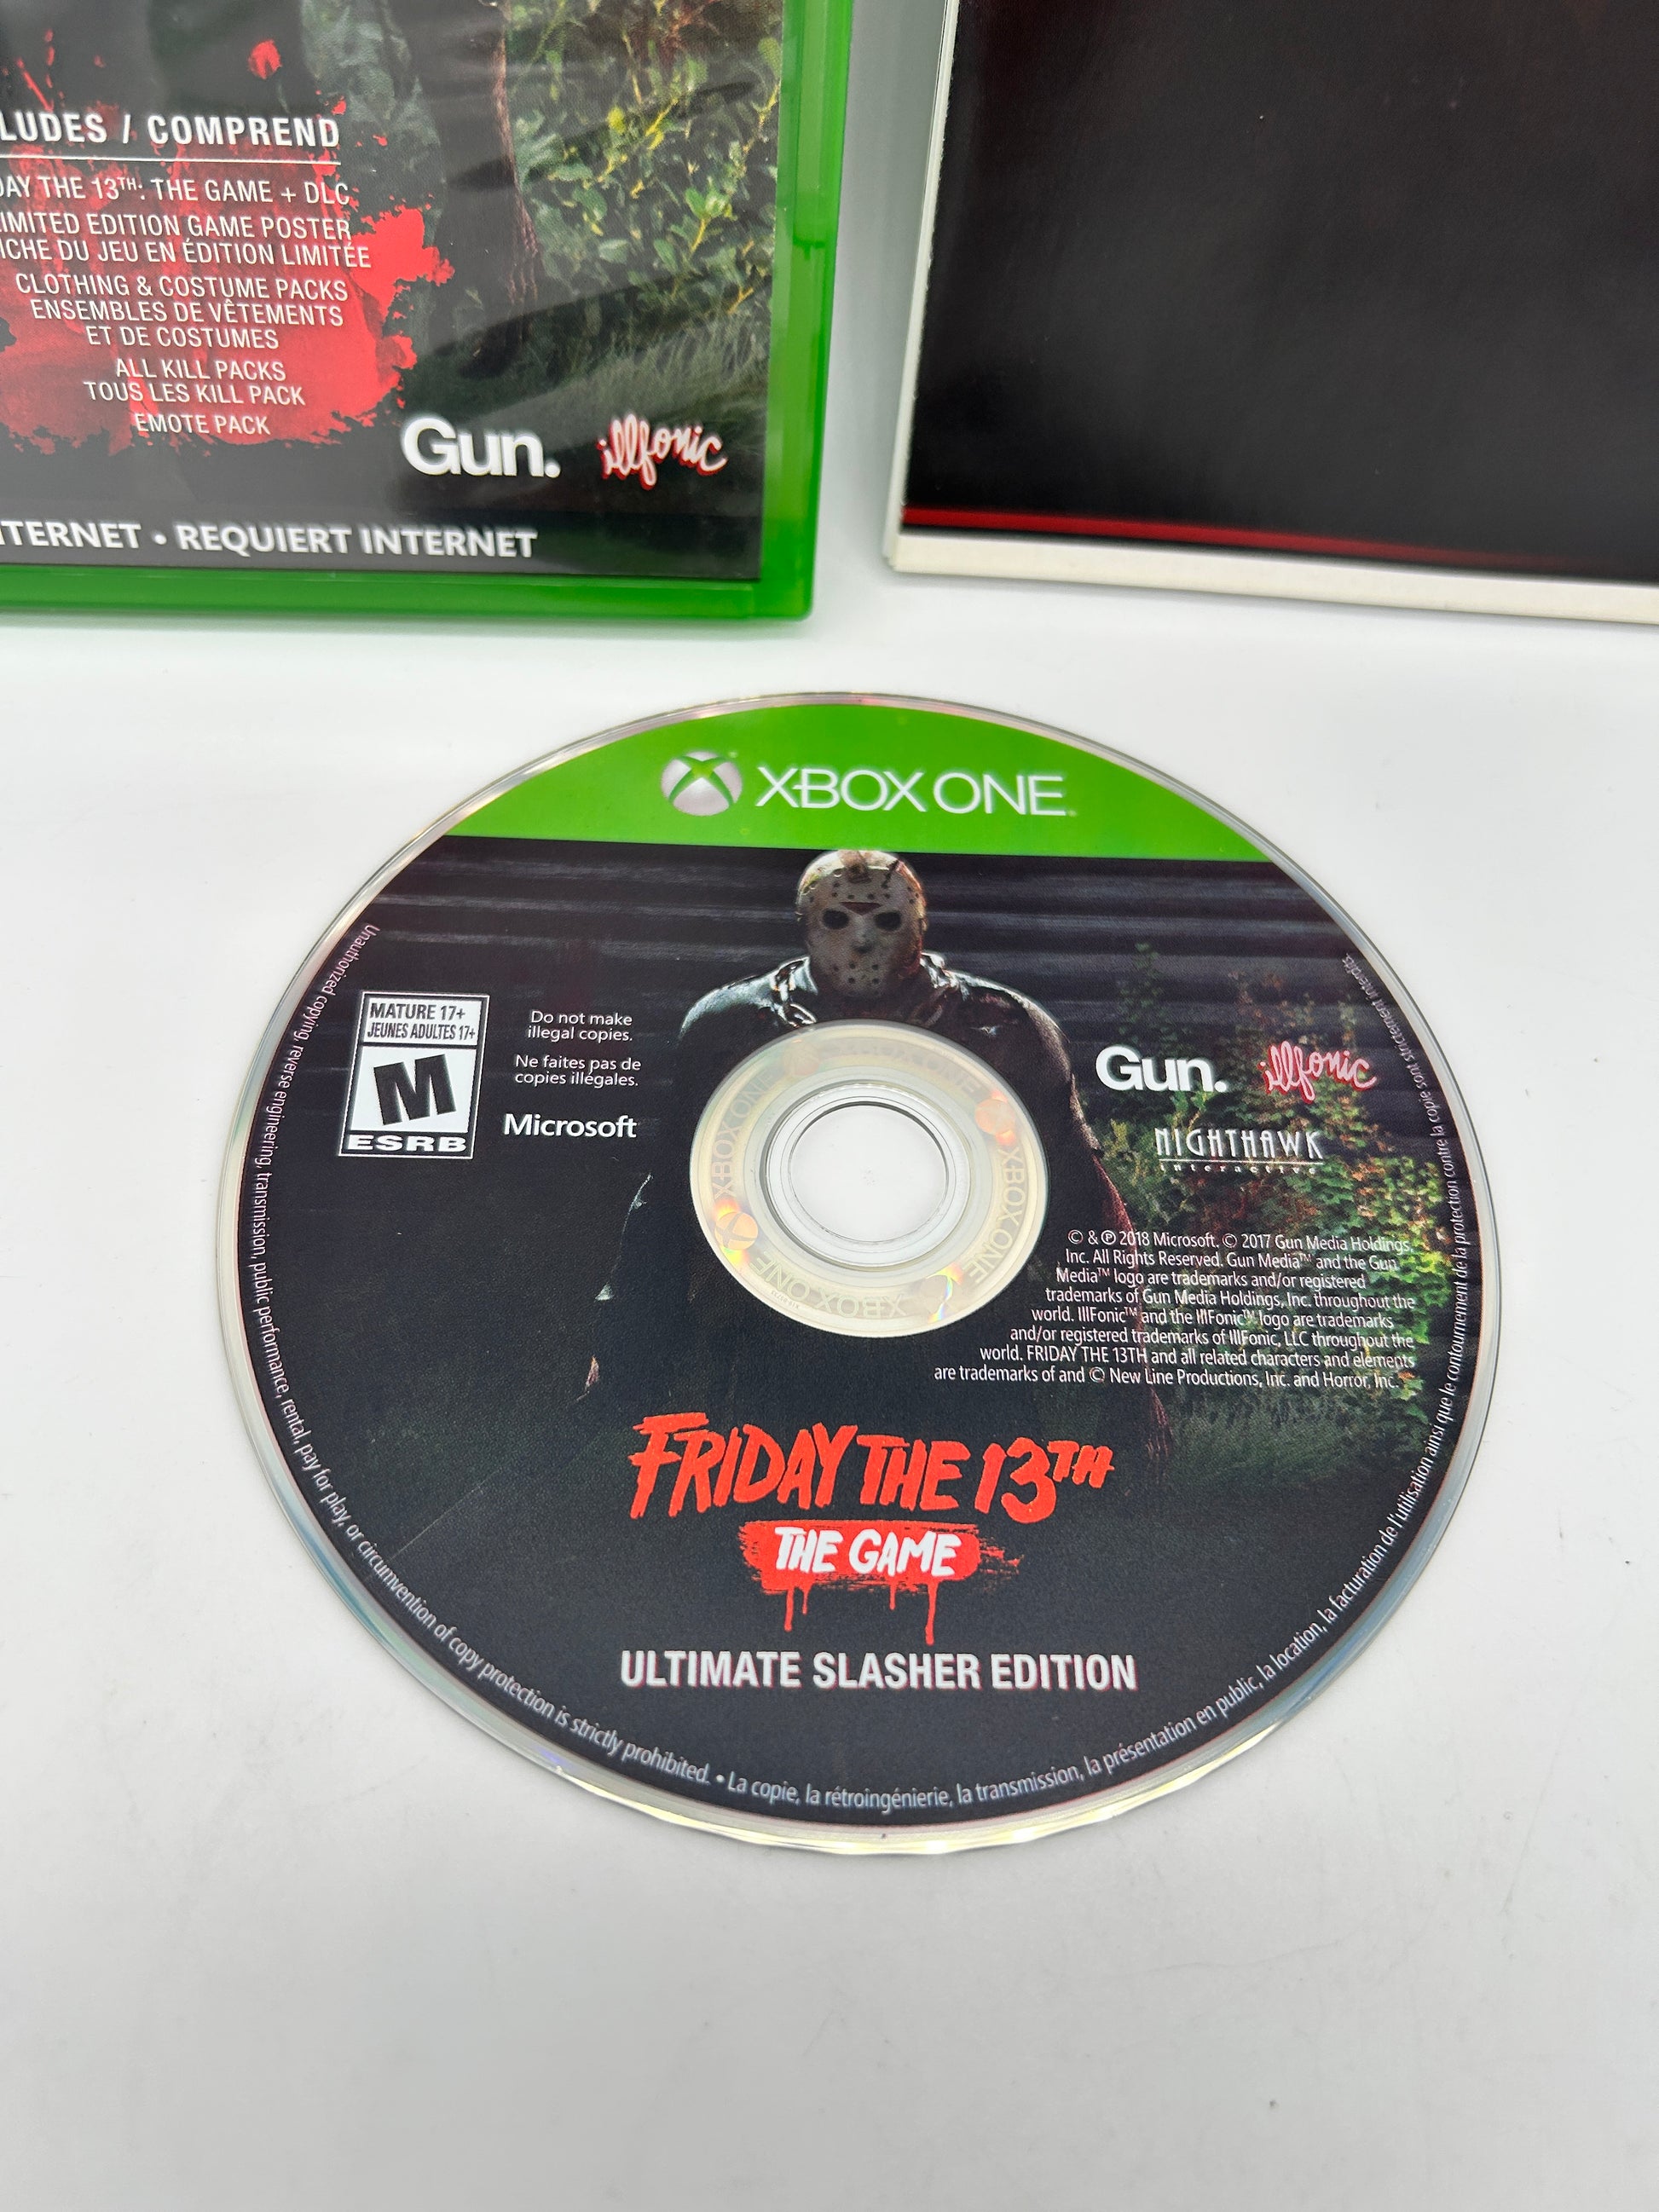 LUDES / COMPREND
DAY THE 13TH: THE GAME + DLC
LIMITED EDITION GAME POSTER
ICHE DU JEU EN ÉDITION LIMITÉE
CLOTHING & COSTUME PACKS
ENSEMBLES DE VÊTEMENTS
ET DE COSTUMES
ALL KILL PACKS
TOUS LES KILL PACK
EMOTE PACK
Gun. illfonic
TERNET • REQUIERT INTERNET
XBOX ONE
MATURE 17+
JEUNES ADULTES 17+
M
ESRB
Do not make
illegal copies.
Ne faites pas de
copies illégales.
Microsoft
Gun. illfonic
NIGHTHAWK
interactive
XBOX ONE XBOX ONE XBOX ONE XBOX ONE
© & ℗ 2018 Microsoft. © 2017 Gun Media Holdings,
Inc. All Rights Reserved. Gun Media™ and the Gun
Media™ logo are trademarks and/or registered
trademarks of Gun Media Holdings, Inc. throughout the
world. IllFonic™ and the IllFonic™ logo are trademarks
and/or registered trademarks of IllFonic, LLC throughout the
world. FRIDAY THE 13TH and all related characters and elements
are trademarks of and © New Line Productions, Inc. and Horror, Inc.
FRIDAY THE 13TH
THE GAME
ULTIMATE SLASHER EDITION
Unauthorized copying, reverse engineering, transmission, public performance, rental, pay for play, or circumvention of copy protection is strictly prohibited. • La copie, la rétroingénierie, la transmission, la présentation en public, la location, la facturation de l'utilisation ainsi que le contournement de la protection contre la copie sont strictement interdits.